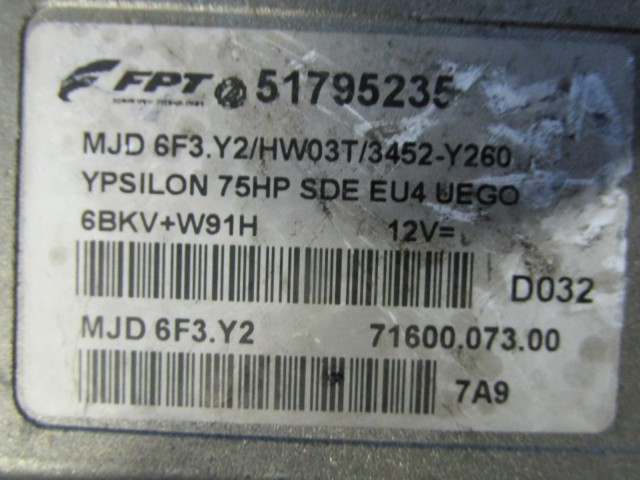 FPT 51795235
MJD 6F3.Y2/HW03T/3452-Y260
YPSILON 75HP SDE EU4 UEGO
6BKV+W91H 12V=
D032
MJD 6F3.Y2 71600.073.00
7A9